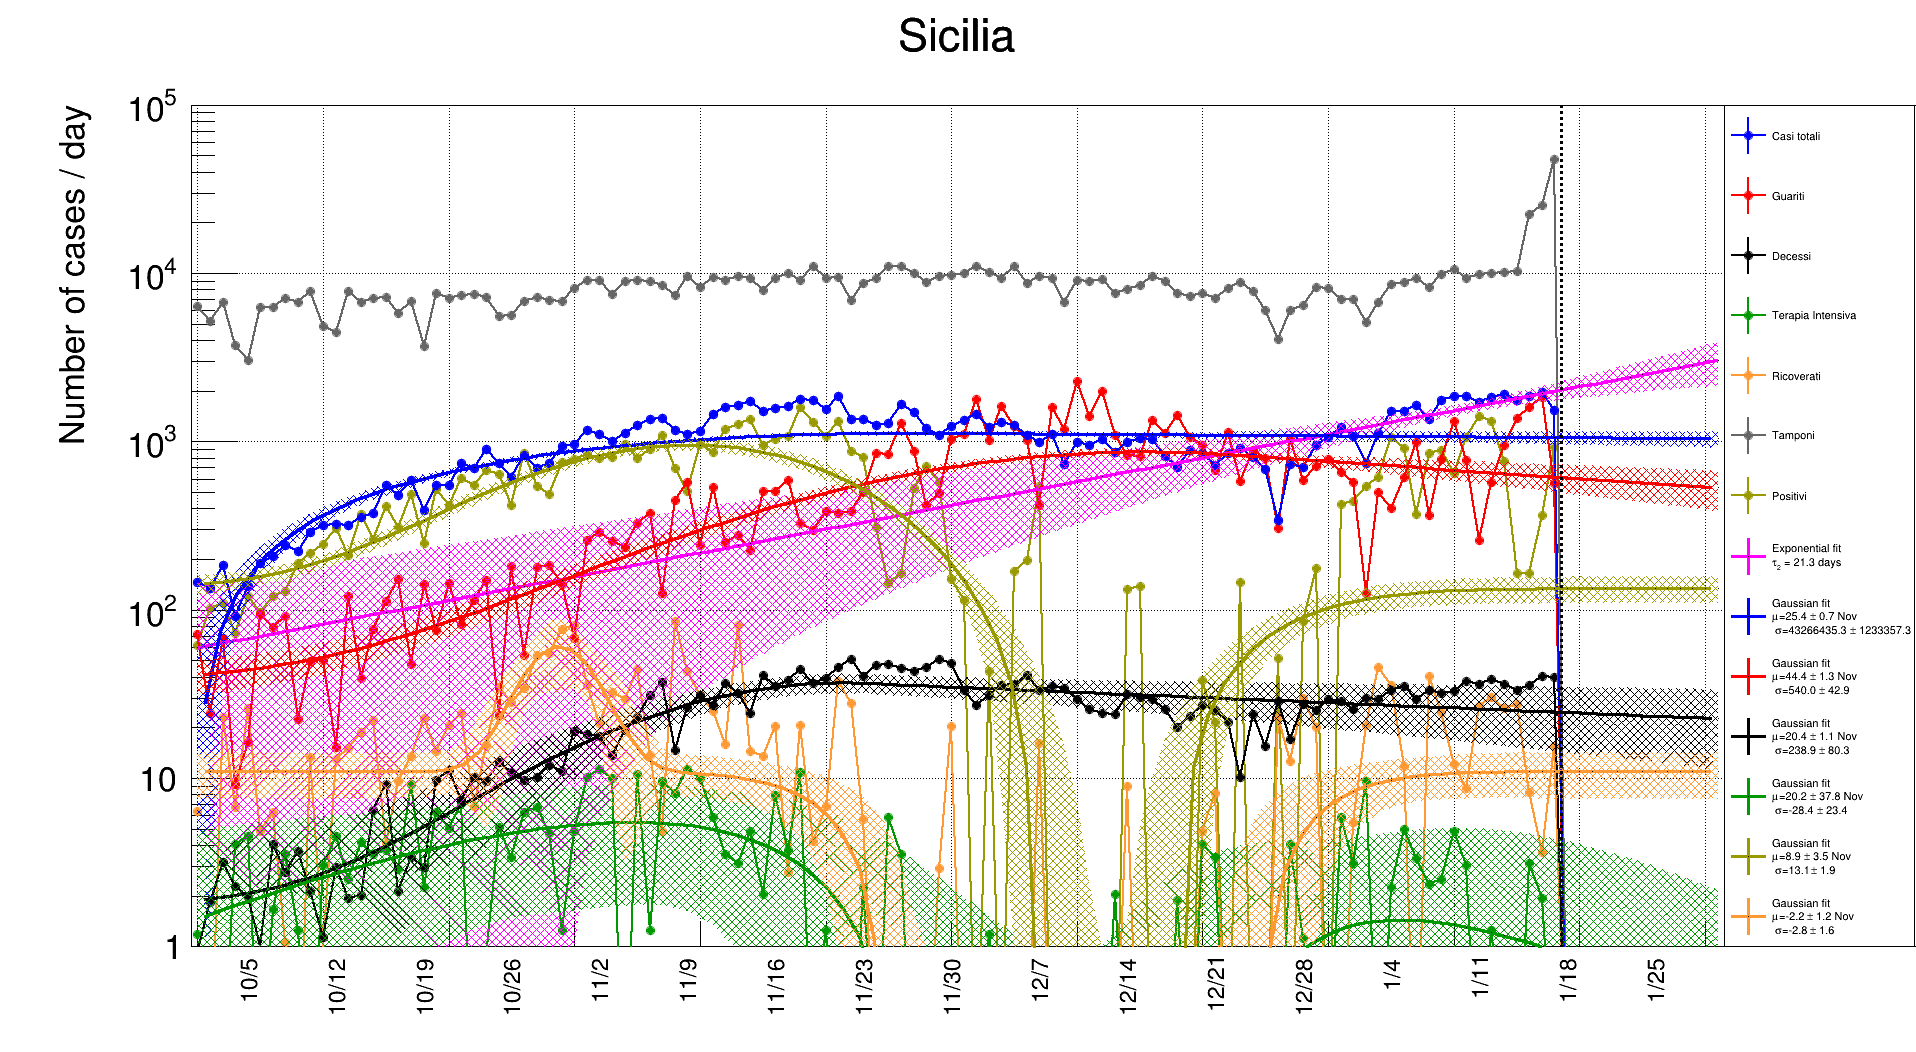 Sicilia
Number of cases / day
10^5
10^4
10^3
10^2
10
1
10/5
10/12
10/19
10/26
11/2
11/9
11/16
11/23
11/30
12/7
12/14
12/21
12/28
1/4
1/11
1/18
1/25
Casi totali
Guariti
Decessi
Terapia Intensiva
Ricoverati
Tamponi
Positivi
Exponential fit
τ₂ = 21.3 days
Gaussian fit
μ=25.4 ± 0.7 Nov
σ=43266435.3 ± 1233357.3
Gaussian fit
μ=44.4 ± 1.3 Nov
σ=540.0 ± 42.9
Gaussian fit
μ=20.4 ± 1.1 Nov
σ=238.9 ± 80.3
Gaussian fit
μ=20.2 ± 37.8 Nov
σ=-28.4 ± 23.4
Gaussian fit
μ=8.9 ± 3.5 Nov
σ=13.1 ± 1.9
Gaussian fit
μ=-2.2 ± 1.2 Nov
σ=-2.8 ± 1.6